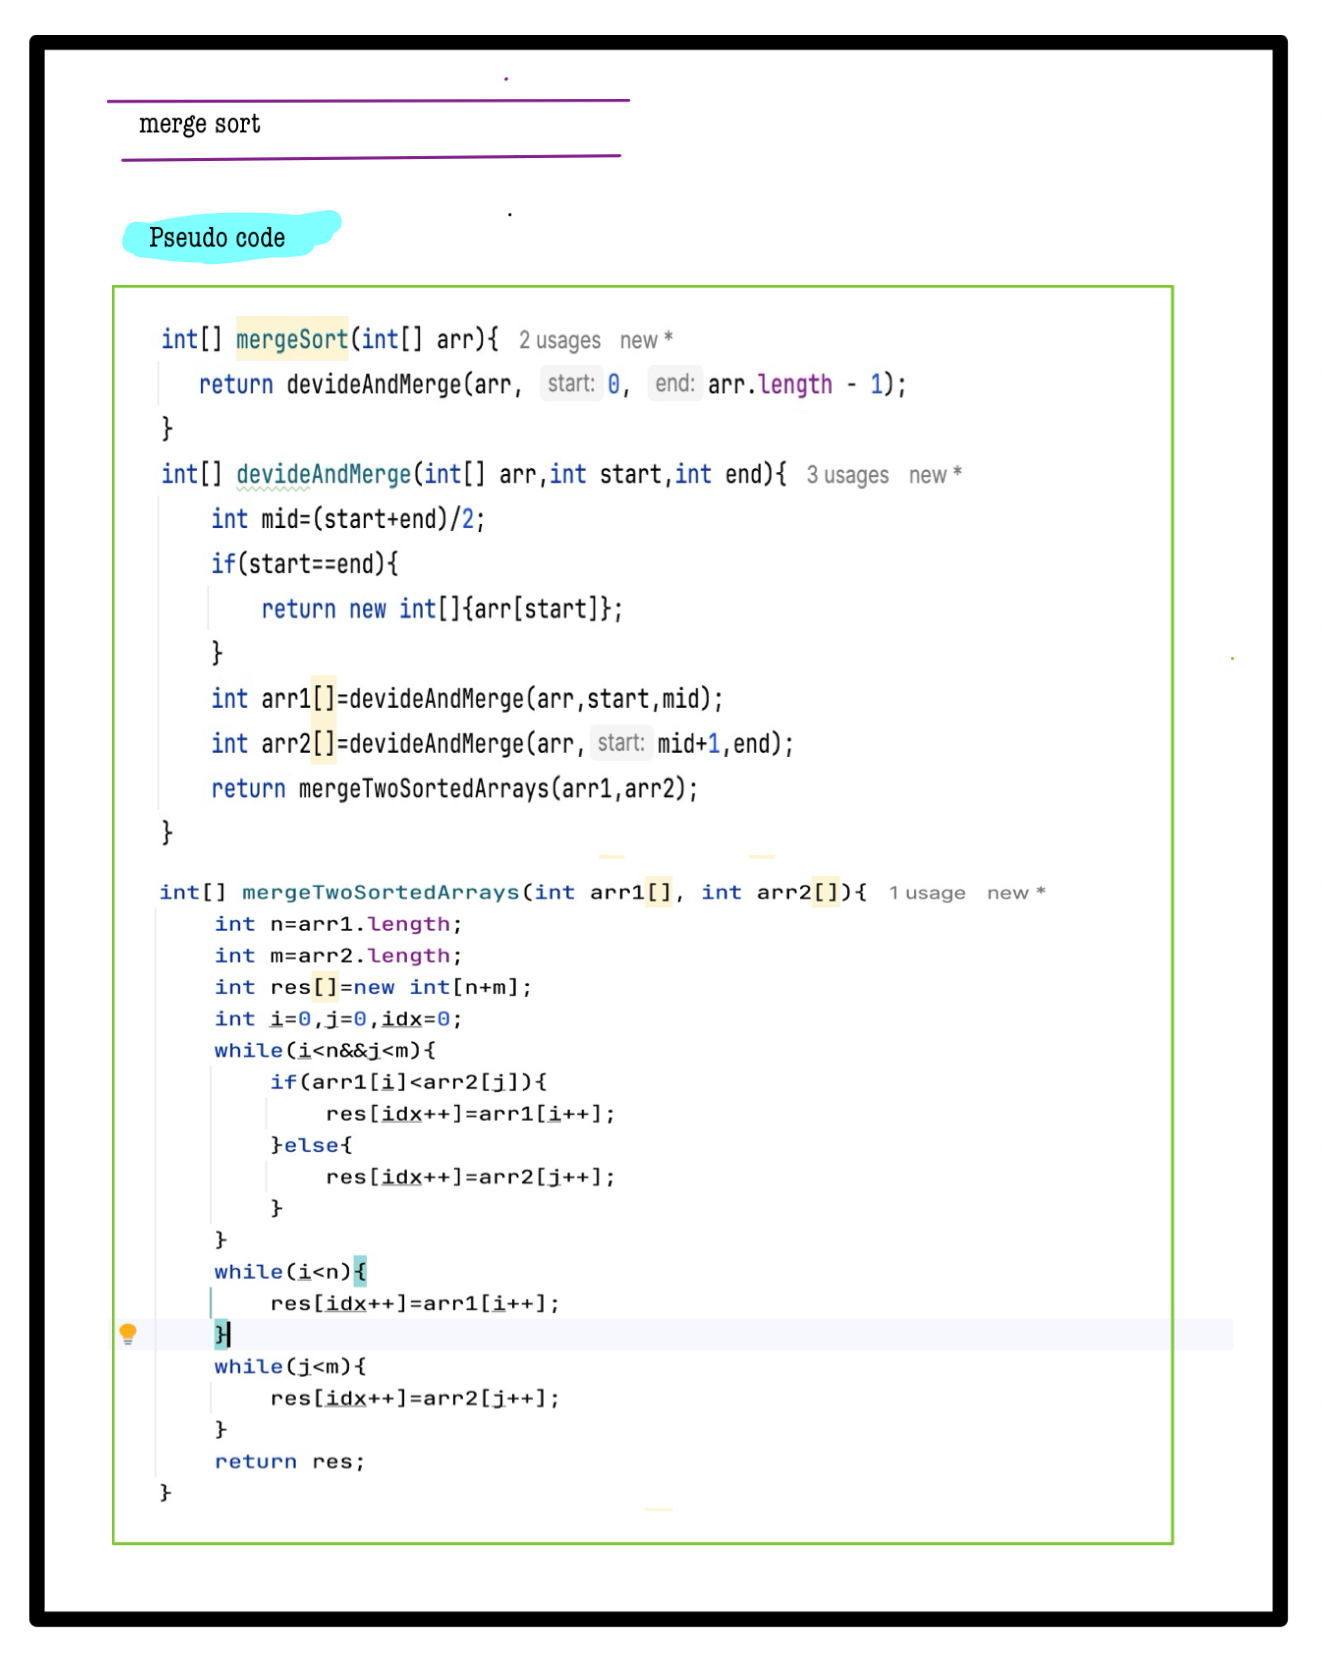 merge sort
Pseudo code
int[] mergeSort(int[] arr){ 2 usages new *
return devideAndMerge(arr, start: 0, end: arr.length - 1);
}
int[] devideAndMerge(int[] arr,int start,int end){ 3 usages new *
int mid=(start+end)/2;
if(start==end){
return new int[]{arr[start]};
}
int arr1[]=devideAndMerge(arr,start,mid);
int arr2[]=devideAndMerge(arr, start: mid+1,end);
return mergeTwoSortedArrays(arr1,arr2);
}
int[] mergeTwoSortedArrays(int arr1[], int arr2[]){ 1 usage new *
int n=arr1.length;
int m=arr2.length;
int res[]=new int[n+m];
int i=0,j=0,idx=0;
while(i<n&&j<m){
if(arr1[i]<arr2[j]){
res[idx++]=arr1[i++];
}else{
res[idx++]=arr2[j++];
}
}
while(i<n){
res[idx++]=arr1[i++];
}
while(j<m){
res[idx++]=arr2[j++];
}
return res;
}